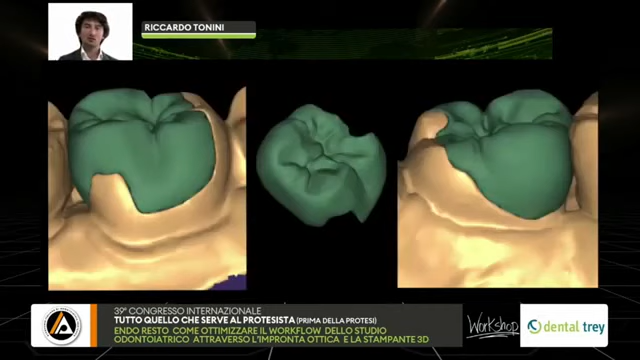 RICCARDO TONINI
39° CONGRESSO INTERNAZIONALE
TUTTO QUELLO CHE SERVE AL PROTESISTA (PRIMA DELLA PROTESI)
ENDO RESTO COME OTTIMIZZARE IL WORKFLOW DELLO STUDIO
ODONTOIATRICO ATTRAVERSO L'IMPRONTA OTTICA E LA STAMPANTE 3D
Workshop
dental trey